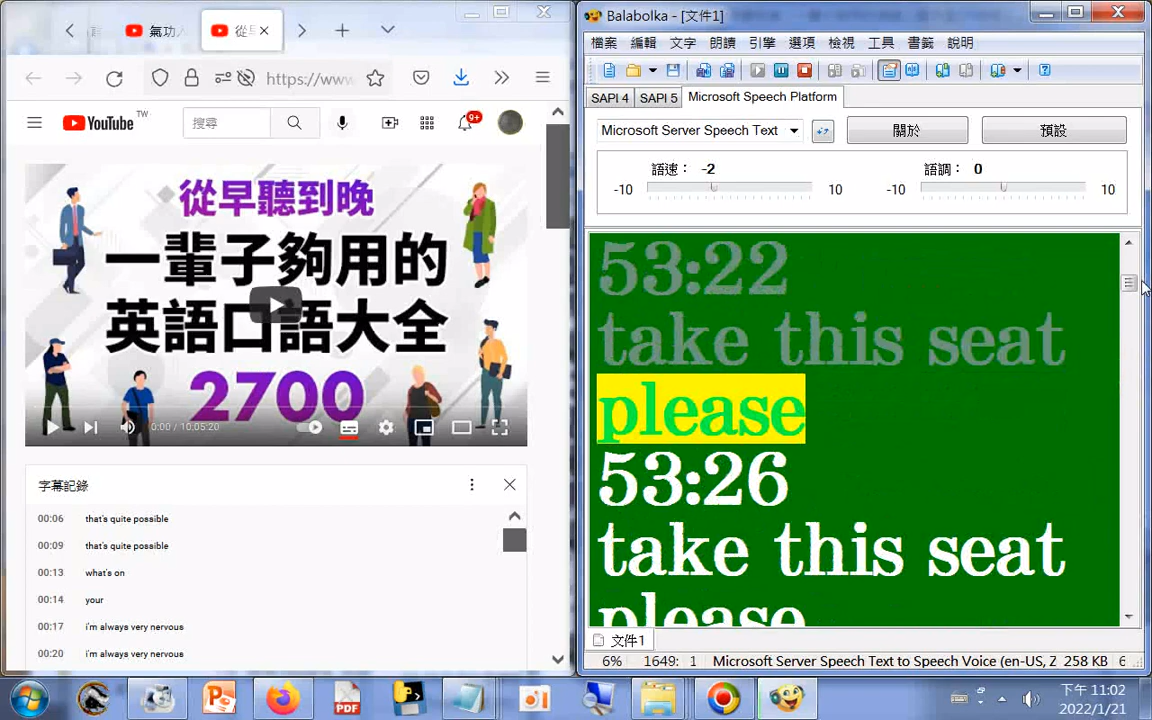 氣功人
從早
https://www
YouTube TW
搜尋
9+
從早聽到晚
一輩子夠用的
英語口語大全
2700
0:00 / 10:05:20
字幕記錄
00:06 that's quite possible
00:09 that's quite possible
00:13 what's on
00:14 your
00:17 i'm always very nervous
00:20 i'm always very nervous
Balabolka - [文件1]
檔案 編輯 文字 朗讀 引擎 選項 檢視 工具 書籤 說明
SAPI 4 SAPI 5 Microsoft Speech Platform
Microsoft Server Speech Text 關於 預設
語速： -2 語調： 0
-10 10 -10 10
53:22
take this seat
please
53:26
take this seat
please
文件1
6% 1649: 1 Microsoft Server Speech Text to Speech Voice (en-US, Z 258 KB 6
PDF
下午 11:02
2022/1/21